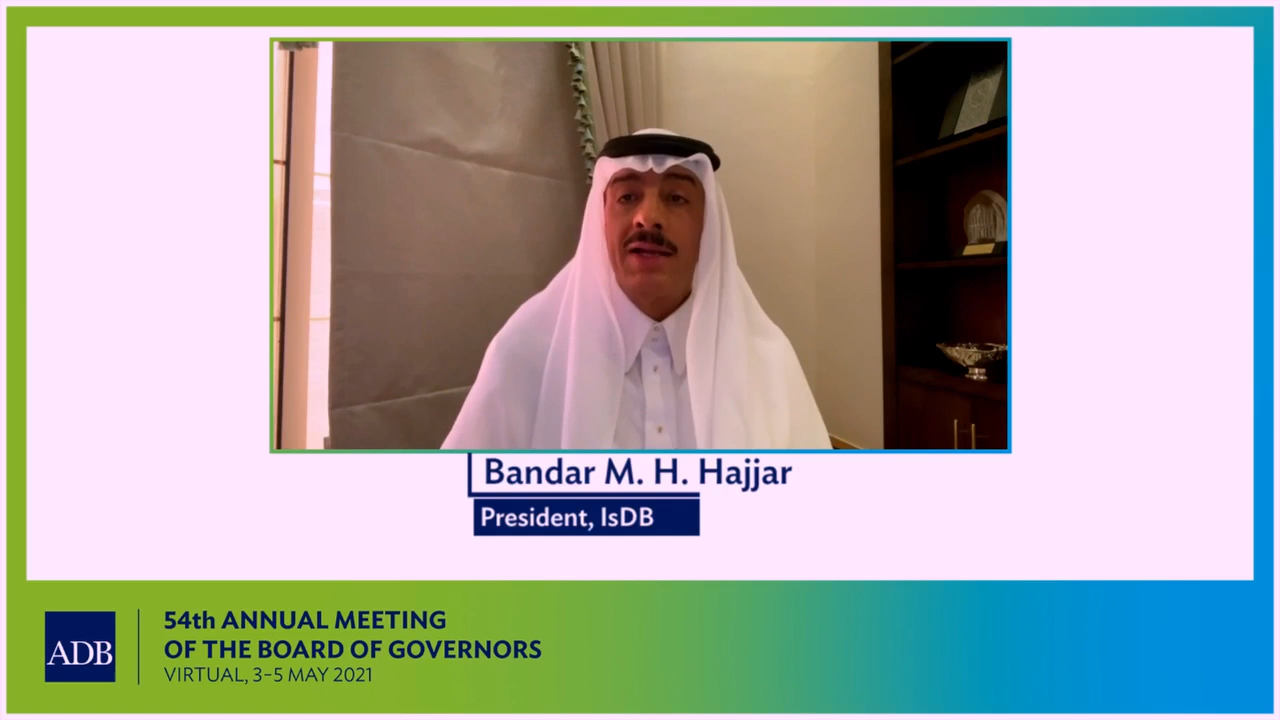 Bandar M. H. Hajjar
President, IsDB
ADB
54th ANNUAL MEETING
OF THE BOARD OF GOVERNORS
VIRTUAL, 3–5 MAY 2021